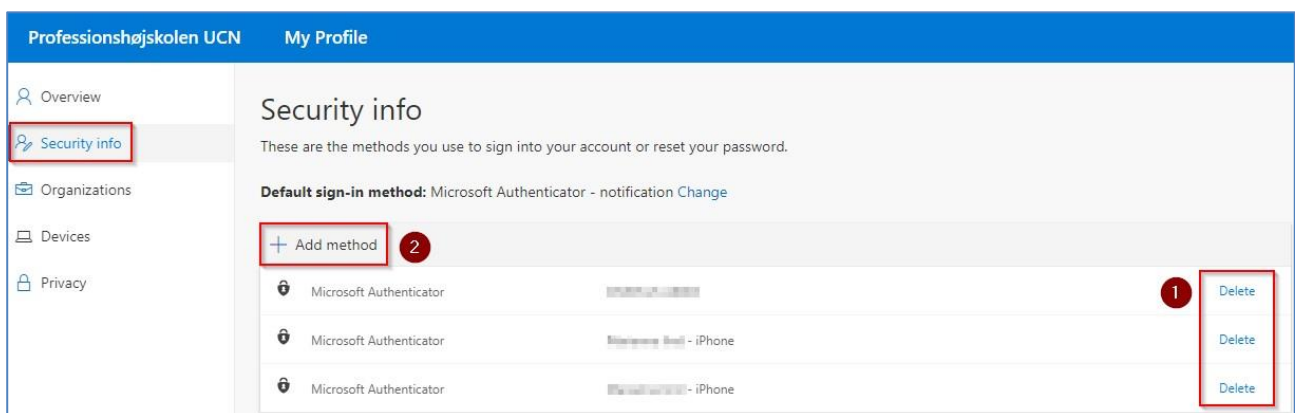 Professionshøjskolen UCN My Profile
Overview
Security info
Organizations
Devices
Privacy
Security info
These are the methods you use to sign into your account or reset your password.
Default sign-in method: Microsoft Authenticator - notification Change
+ Add method 2
Microsoft Authenticator 1 Delete
Microsoft Authenticator - iPhone Delete
Microsoft Authenticator - iPhone Delete